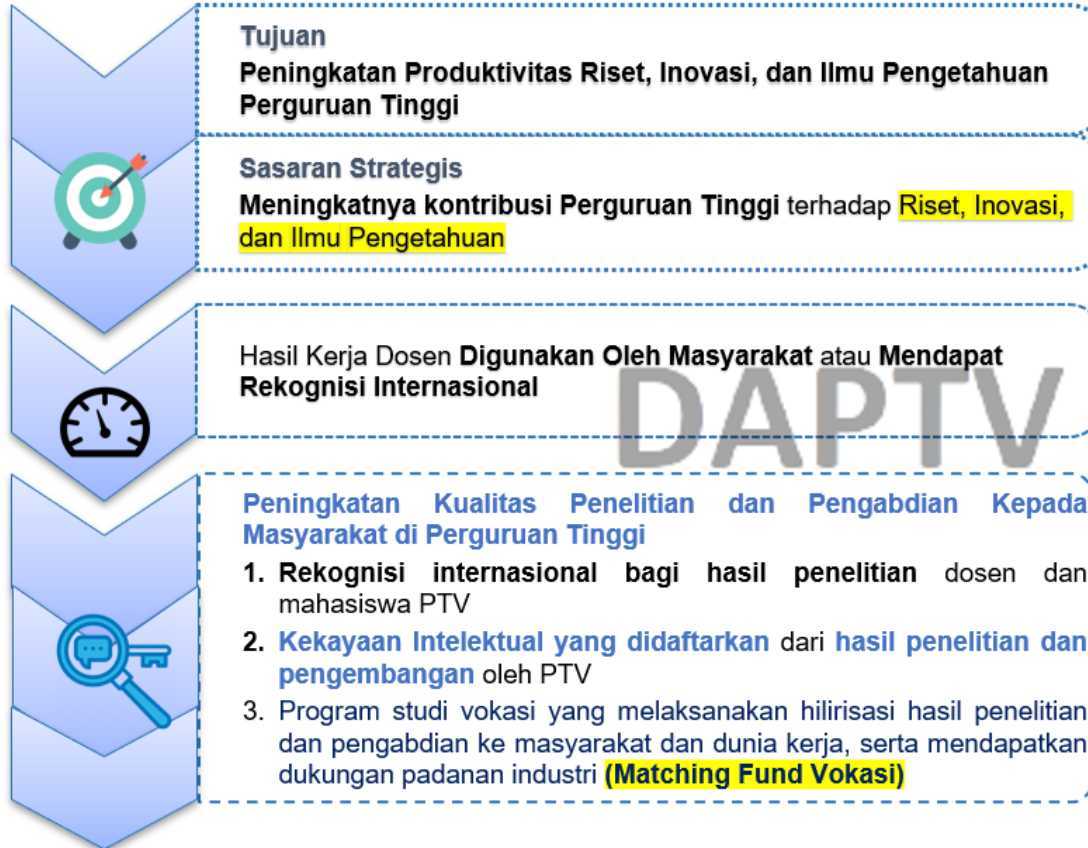 Tujuan
Peningkatan Produktivitas Riset, Inovasi, dan Ilmu Pengetahuan
Perguruan Tinggi
Sasaran Strategis
Meningkatnya kontribusi Perguruan Tinggi terhadap Riset, Inovasi,
dan Ilmu Pengetahuan
Hasil Kerja Dosen Digunakan Oleh Masyarakat atau Mendapat
Rekognisi Internasional
DAPTV
Peningkatan Kualitas Penelitian dan Pengabdian Kepada
Masyarakat di Perguruan Tinggi
1. Rekognisi internasional bagi hasil penelitian dosen dan
mahasiswa PTV
2. Kekayaan Intelektual yang didaftarkan dari hasil penelitian dan
pengembangan oleh PTV
3. Program studi vokasi yang melaksanakan hilirisasi hasil penelitian
dan pengabdian ke masyarakat dan dunia kerja, serta mendapatkan
dukungan padanan industri (Matching Fund Vokasi)